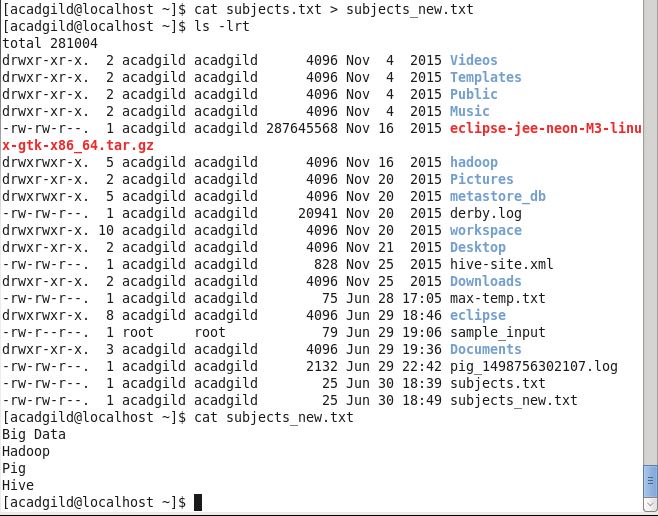 [acadgild@localhost ~]$ cat subjects.txt > subjects_new.txt
[acadgild@localhost ~]$ ls -lrt
total 281004
drwxr-xr-x.  2 acadgild acadgild      4096 Nov  4  2015 Videos
drwxr-xr-x.  2 acadgild acadgild      4096 Nov  4  2015 Templates
drwxr-xr-x.  2 acadgild acadgild      4096 Nov  4  2015 Public
drwxr-xr-x.  2 acadgild acadgild      4096 Nov  4  2015 Music
-rw-rw-r--.  1 acadgild acadgild 287645568 Nov 16  2015 eclipse-jee-neon-M3-linu
x-gtk-x86_64.tar.gz
drwxrwxr-x.  5 acadgild acadgild      4096 Nov 16  2015 hadoop
drwxr-xr-x.  2 acadgild acadgild      4096 Nov 20  2015 Pictures
drwxrwxr-x.  5 acadgild acadgild      4096 Nov 20  2015 metastore_db
-rw-rw-r--.  1 acadgild acadgild     20941 Nov 20  2015 derby.log
drwxrwxr-x. 10 acadgild acadgild      4096 Nov 20  2015 workspace
drwxr-xr-x.  2 acadgild acadgild      4096 Nov 21  2015 Desktop
-rw-rw-r--.  1 acadgild acadgild       828 Nov 25  2015 hive-site.xml
drwxr-xr-x.  2 acadgild acadgild      4096 Nov 25  2015 Downloads
-rw-rw-r--.  1 acadgild acadgild        75 Jun 28 17:05 max-temp.txt
drwxrwxr-x.  8 acadgild acadgild      4096 Jun 29 18:46 eclipse
-rw-r--r--.  1 root     root            79 Jun 29 19:06 sample_input
drwxr-xr-x.  3 acadgild acadgild      4096 Jun 29 19:36 Documents
-rw-rw-r--.  1 acadgild acadgild      2132 Jun 29 22:42 pig_1498756302107.log
-rw-rw-r--.  1 acadgild acadgild        25 Jun 30 18:39 subjects.txt
-rw-rw-r--.  1 acadgild acadgild        25 Jun 30 18:49 subjects_new.txt
[acadgild@localhost ~]$ cat subjects_new.txt
Big Data
Hadoop
Pig
Hive
[acadgild@localhost ~]$